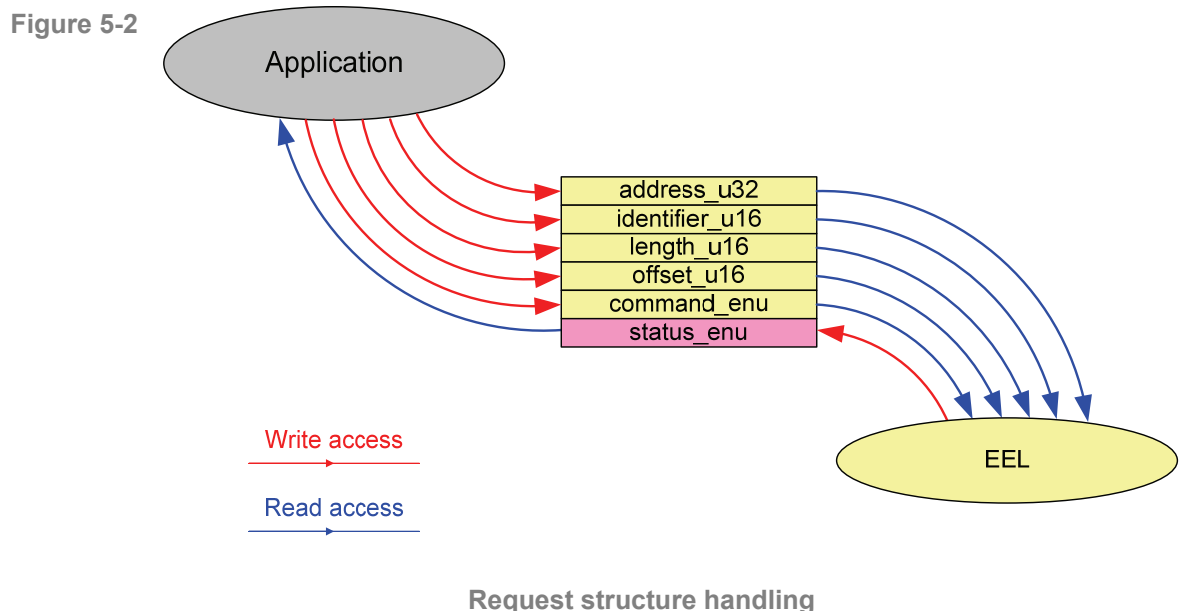 Figure 5-2
Application
address_u32
identifier_u16
length_u16
offset_u16
command_enu
status_enu
Write access
EEL
Read access
Request structure handling